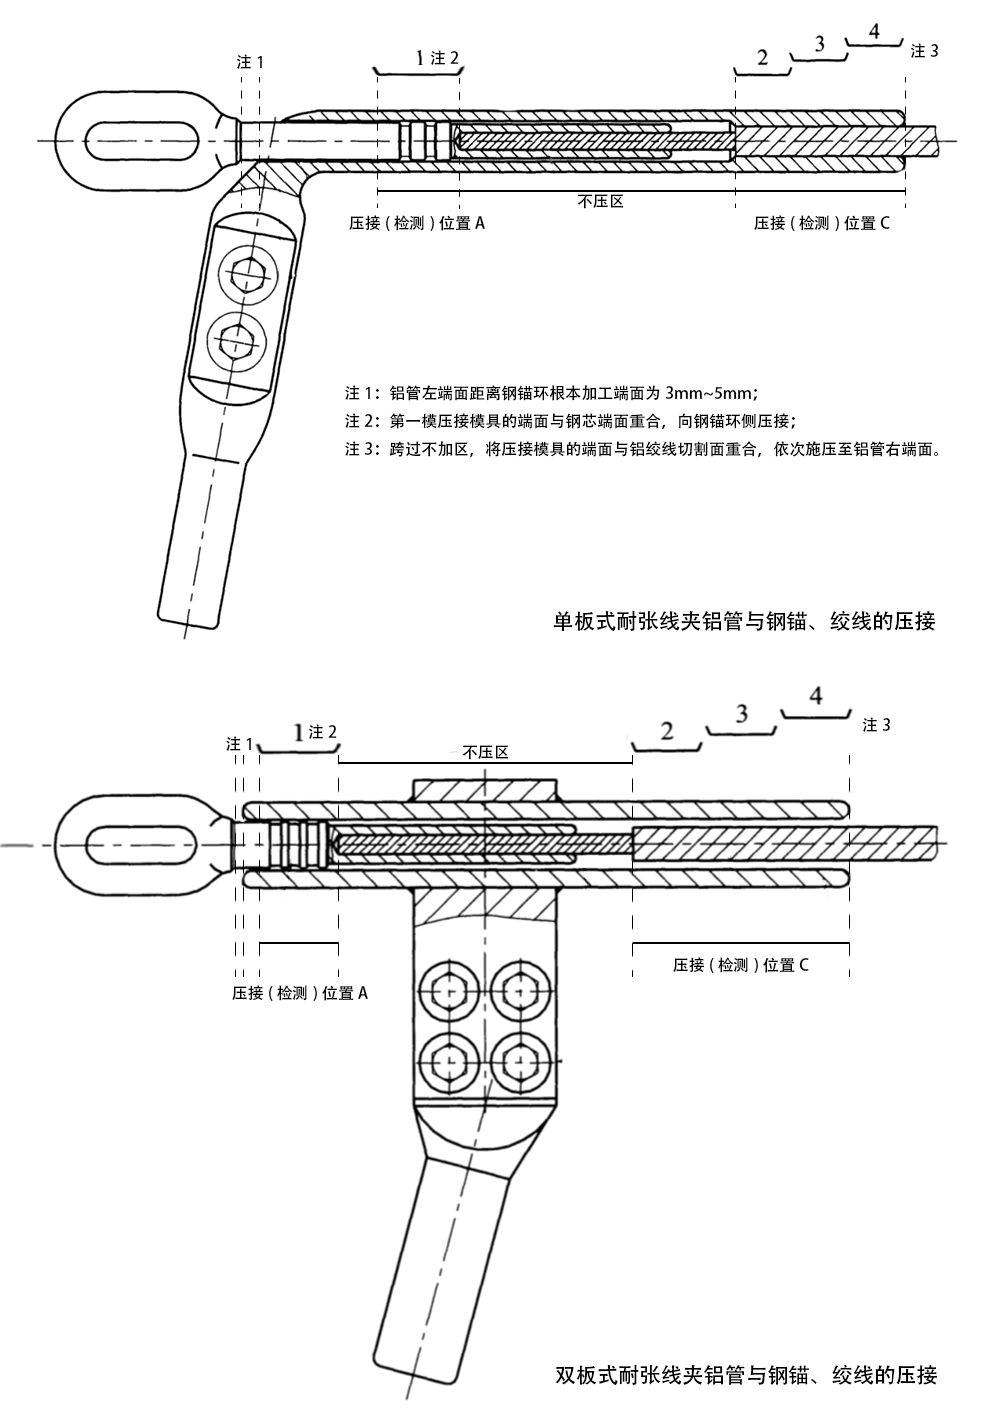 4
3
2
1 注 2
注 1
注 3
不压区
压接 ( 检测 ) 位置 A
压接 ( 检测 ) 位置 C
注 1：铝管左端面距离钢锚环根本加工端面为 3mm~5mm；
注 2：第一模压接模具的端面与钢芯端面重合，向钢锚环侧压接；
注 3：跨过不加区，将压接模具的端面与铝绞线切割面重合，依次施压至铝管右端面。
单板式耐张线夹铝管与钢锚、绞线的压接
4
3
2
1 注 2
注 3
注 1
不压区
压接 ( 检测 ) 位置 C
压接 ( 检测 ) 位置 A
双板式耐张线夹铝管与钢锚、绞线的压接